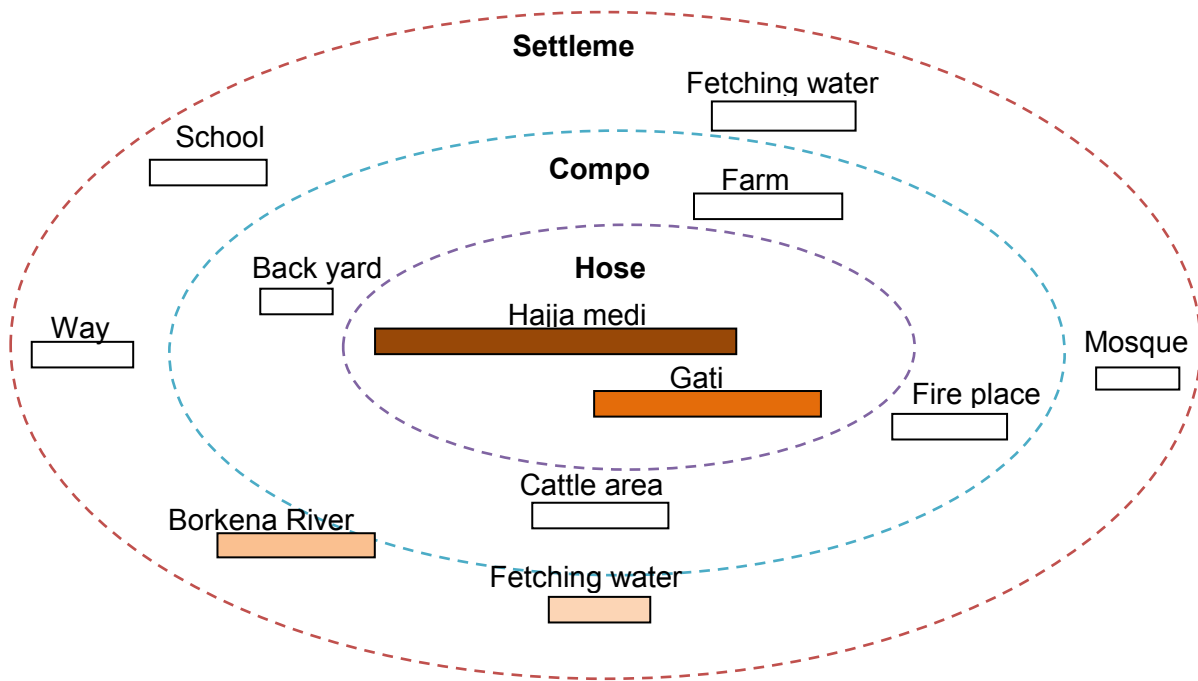 Settleme
Fetching water
School
Compo
Farm
Back yard
Hose
Hajja medi
Way
Mosque
Gati
Fire place
Cattle area
Borkena River
Fetching water